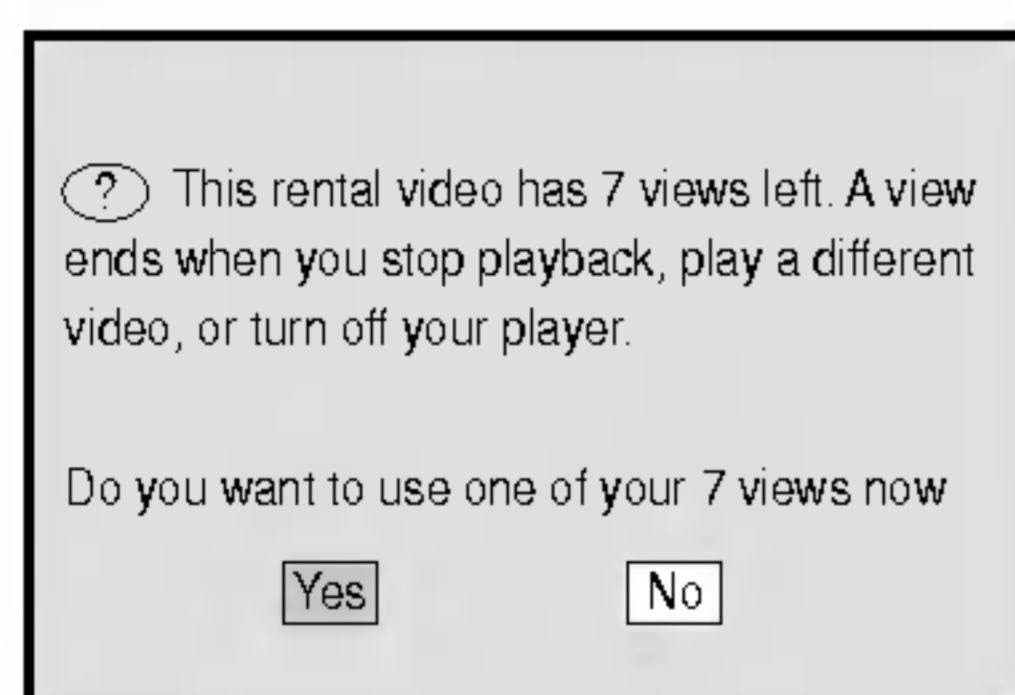 ? This rental video has 7 views left. A view
ends when you stop playback, play a different
video, or turn off your player.
Do you want to use one of your 7 views now
Yes No